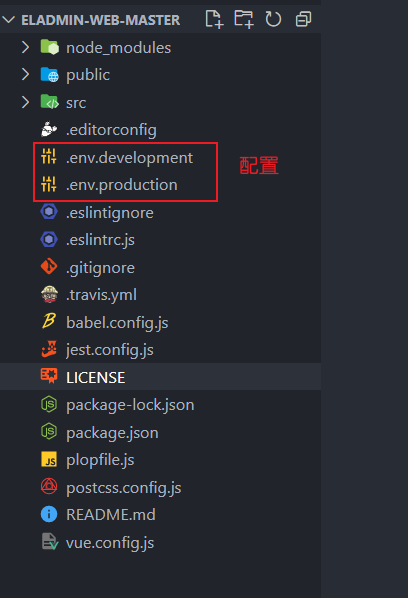 ELADMIN-WEB-MASTER
node_modules
public
src
.editorconfig
.env.development
配置
.env.production
.eslintignore
.eslintrc.js
.gitignore
.travis.yml
babel.config.js
jest.config.js
LICENSE
package-lock.json
package.json
plopfile.js
postcss.config.js
README.md
vue.config.js